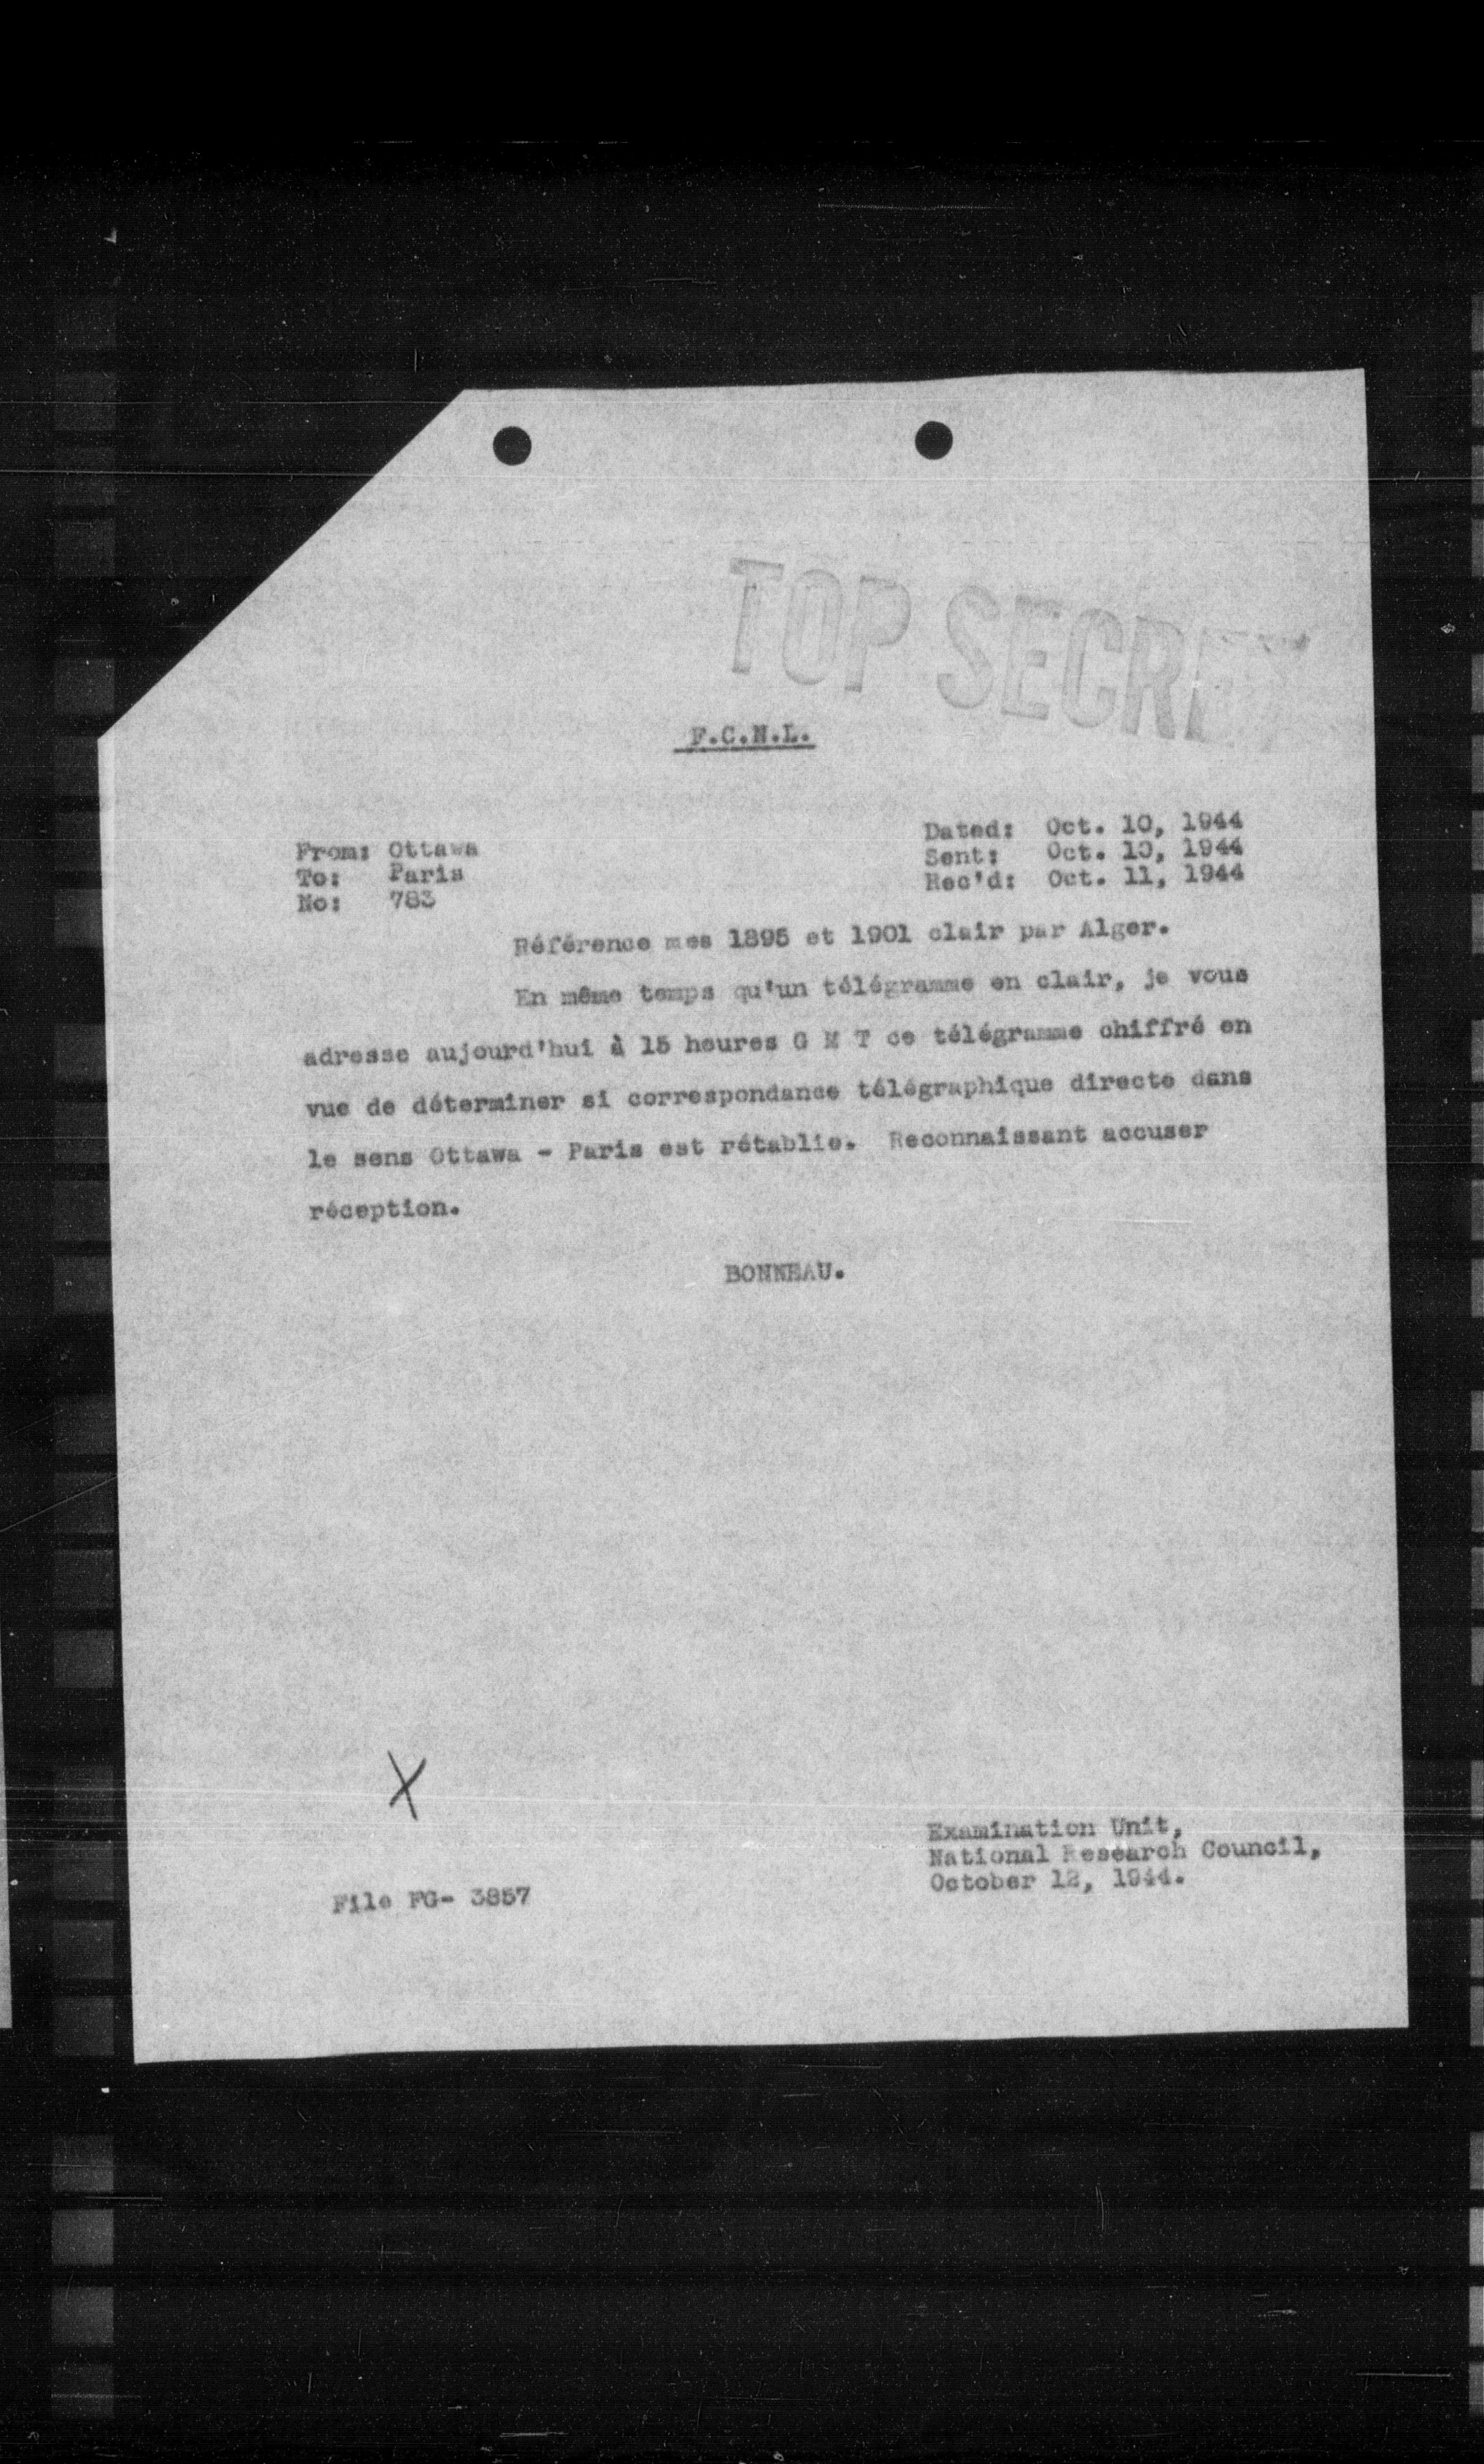 TOP SECRET
F.C.N.L.
From: Ottawa
To: Paris
No: 783
Dated: Oct. 10, 1944
Sent: Oct. 10, 1944
Rec'd: Oct. 11, 1944
Référence mes 1895 et 1901 clair par Alger.
En même temps qu'un télégramme en clair, je vous
adresse aujourd'hui à 15 heures G M T ce télégramme chiffré en
vue de déterminer si correspondance télégraphique directe dans
le sens Ottawa - Paris est rétablie. Reconnaissant accuser
réception.
BONNEAU.
X
Examination Unit,
National Research Council,
October 12, 1944.
File FG- 3857